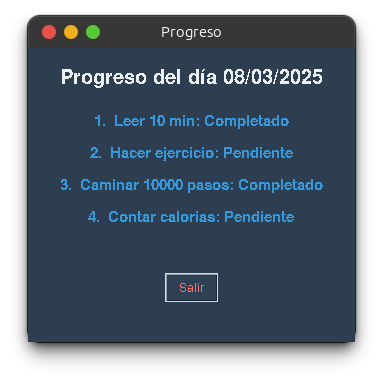 Progreso
Progreso del día 08/03/2025
1. Leer 10 min: Completado
2. Hacer ejercicio: Pendiente
3. Caminar 10000 pasos: Completado
4. Contar calorias: Pendiente
Salir